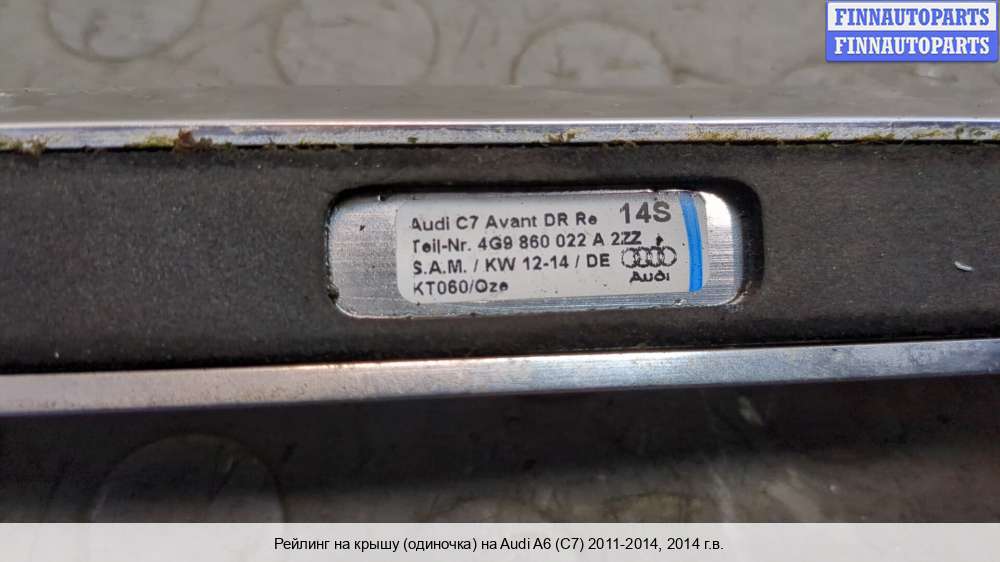 FINNAUTOPARTS
FINNAUTOPARTS
Audi C7 Avant DR Re 14S
Teil-Nr. 4G9 860 022 A 2ZZ
S.A.M. / KW 12-14 / DE
Audi
KT060/Oze
Рейлинг на крышу (одиночка) на Audi A6 (C7) 2011-2014, 2014 г.в.